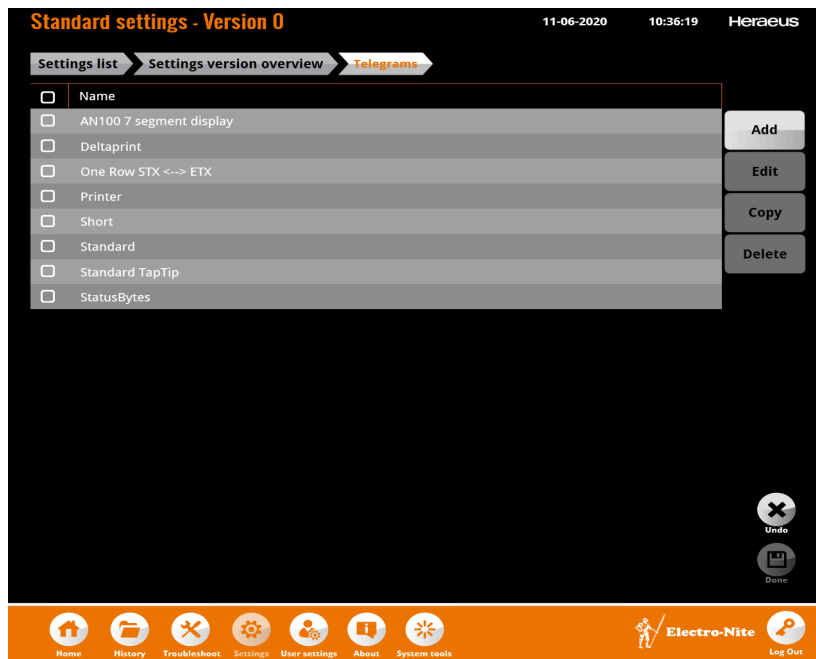 Standard settings - Version 0
11-06-2020
10:36:19
Heraeus
Settings list
Settings version overview
Telegrams
Name
AN100 7 segment display
Deltaprint
One Row STX <--> ETX
Printer
Short
Standard
Standard TapTip
StatusBytes
Add
Edit
Copy
Delete
Undo
Done
Home
History
Troubleshoot
Settings
User settings
About
System tools
Electro-Nite
Log Out